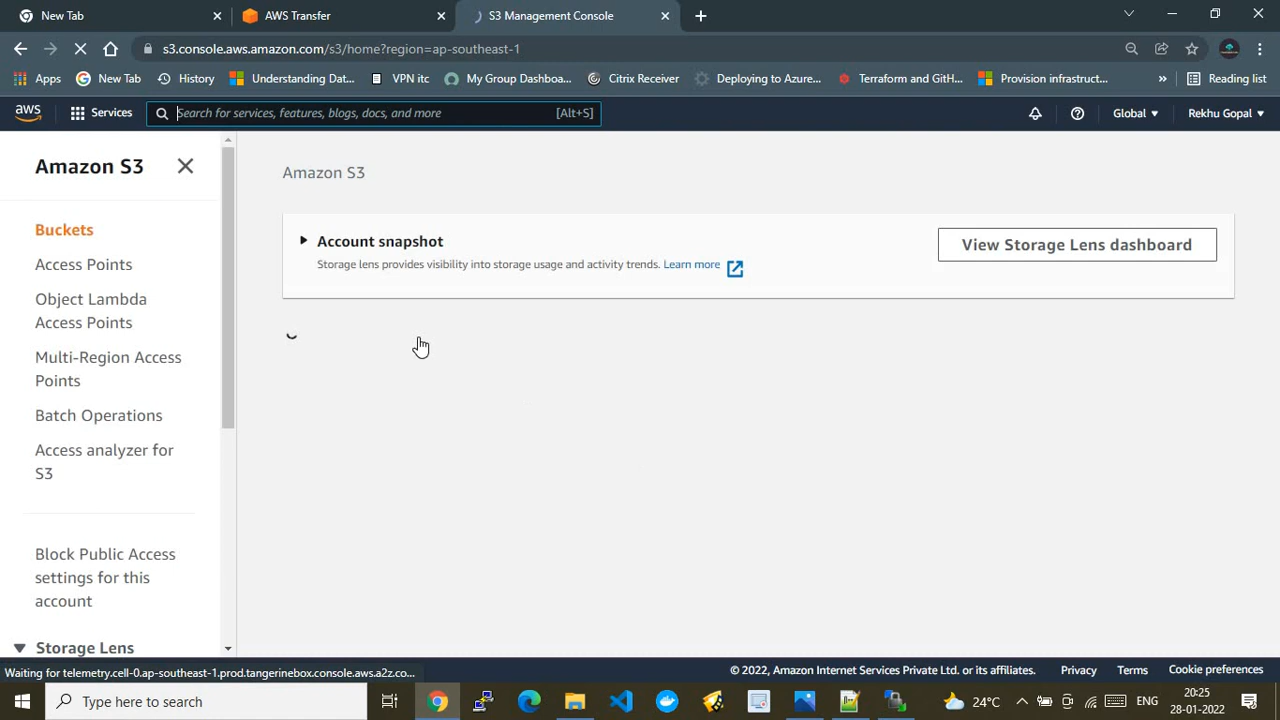 New Tab
AWS Transfer
S3 Management Console
s3.console.aws.amazon.com/s3/home?region=ap-southeast-1
Apps
New Tab
History
Understanding Dat...
VPN itc
My Group Dashboa...
Citrix Receiver
Deploying to Azure...
Terraform and GitH...
Provision infrastruct...
»
Reading list
aws
Services
Search for services, features, blogs, docs, and more
[Alt+S]
Global
Rekhu Gopal
Amazon S3
Buckets
Access Points
Object Lambda
Access Points
Multi-Region Access
Points
Batch Operations
Access analyzer for
S3
Block Public Access
settings for this
account
Storage Lens
Amazon S3
Account snapshot
Storage lens provides visibility into storage usage and activity trends. Learn more
View Storage Lens dashboard
Waiting for telemetry.cell-0.ap-southeast-1.prod.tangerinebox.console.aws.a2z.co...
© 2022, Amazon Internet Services Private Ltd. or its affiliates.
Privacy
Terms
Cookie preferences
Type here to search
24°C
ENG
20:25
28-01-2022